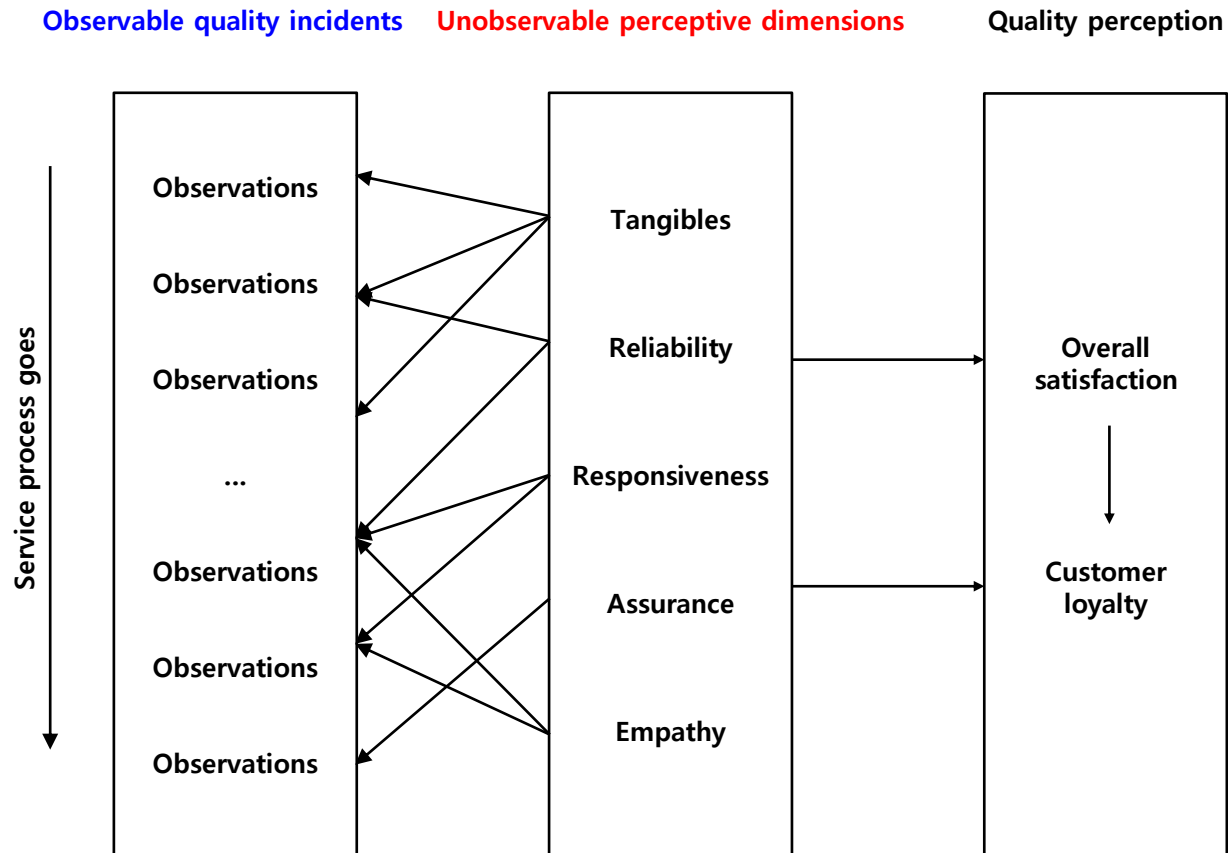 Observable quality incidents
Unobservable perceptive dimensions
Quality perception
Service process goes
Observations
Observations
Observations
...
Observations
Observations
Observations
Tangibles
Reliability
Responsiveness
Assurance
Empathy
Overall
satisfaction
Customer
loyalty